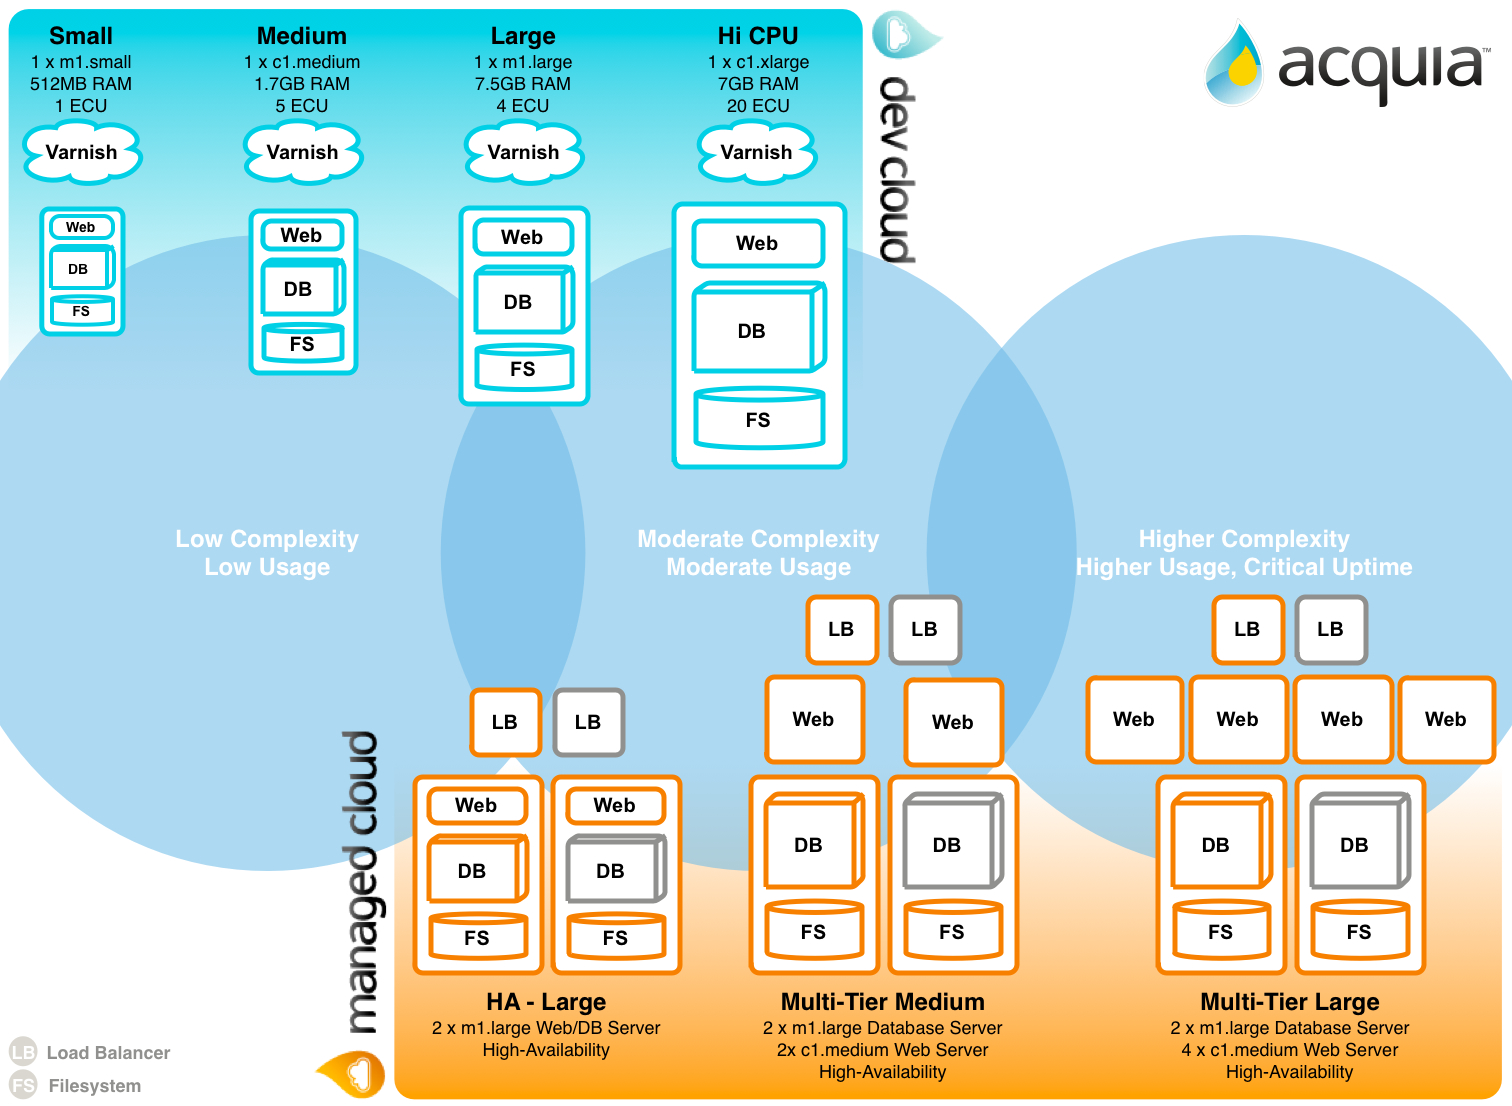 Small
1 x m1.small
512MB RAM
1 ECU
Varnish
Web
DB
FS
Medium
1 x c1.medium
1.7GB RAM
5 ECU
Varnish
Web
DB
FS
Large
1 x m1.large
7.5GB RAM
4 ECU
Varnish
Web
DB
FS
Hi CPU
1 x c1.xlarge
7GB RAM
20 ECU
Varnish
Web
DB
FS
dev cloud
acquia™
Low Complexity
Low Usage
Moderate Complexity
Moderate Usage
Higher Complexity
Higher Usage, Critical Uptime
managed cloud
LB
LB
Web
DB
FS
Web
DB
FS
HA - Large
2 x m1.large Web/DB Server
High-Availability
LB
LB
Web
Web
DB
FS
DB
FS
Multi-Tier Medium
2 x m1.large Database Server
2x c1.medium Web Server
High-Availability
LB
LB
Web
Web
Web
Web
DB
FS
DB
FS
Multi-Tier Large
2 x m1.large Database Server
4 x c1.medium Web Server
High-Availability
LB Load Balancer
FS Filesystem